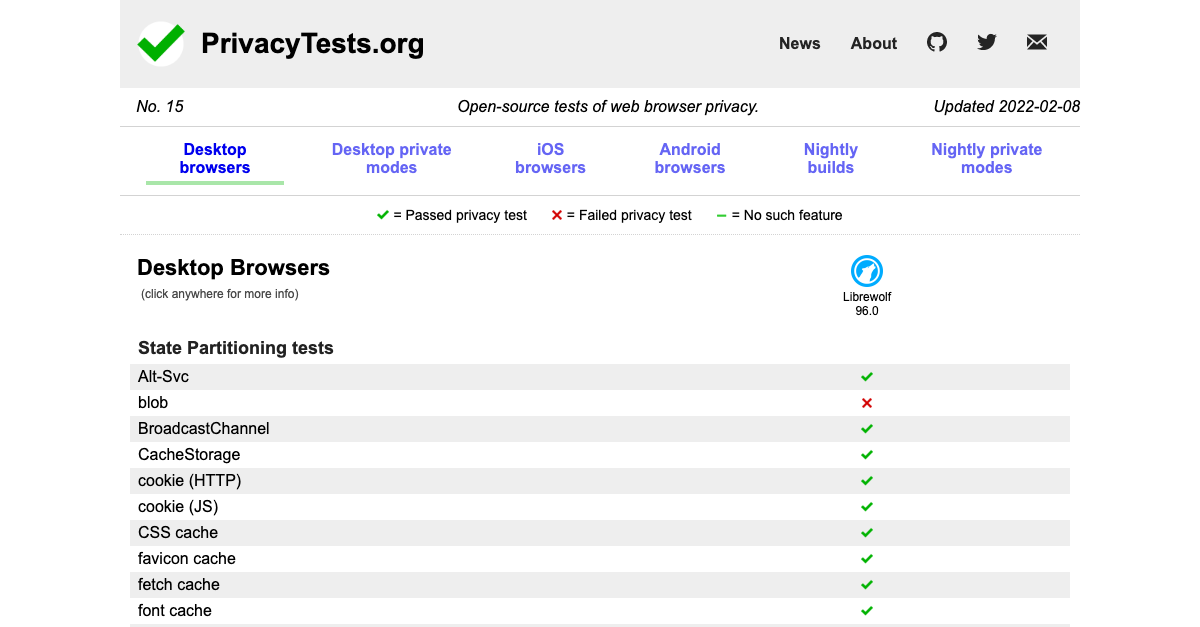 PrivacyTests.org
News About
No. 15 Open-source tests of web browser privacy. Updated 2022-02-08
Desktop browsers
Desktop private modes
iOS browsers
Android browsers
Nightly builds
Nightly private modes
= Passed privacy test = Failed privacy test = No such feature
Desktop Browsers
(click anywhere for more info)
Librewolf
96.0
State Partitioning tests
Alt-Svc
blob
BroadcastChannel
CacheStorage
cookie (HTTP)
cookie (JS)
CSS cache
favicon cache
fetch cache
font cache